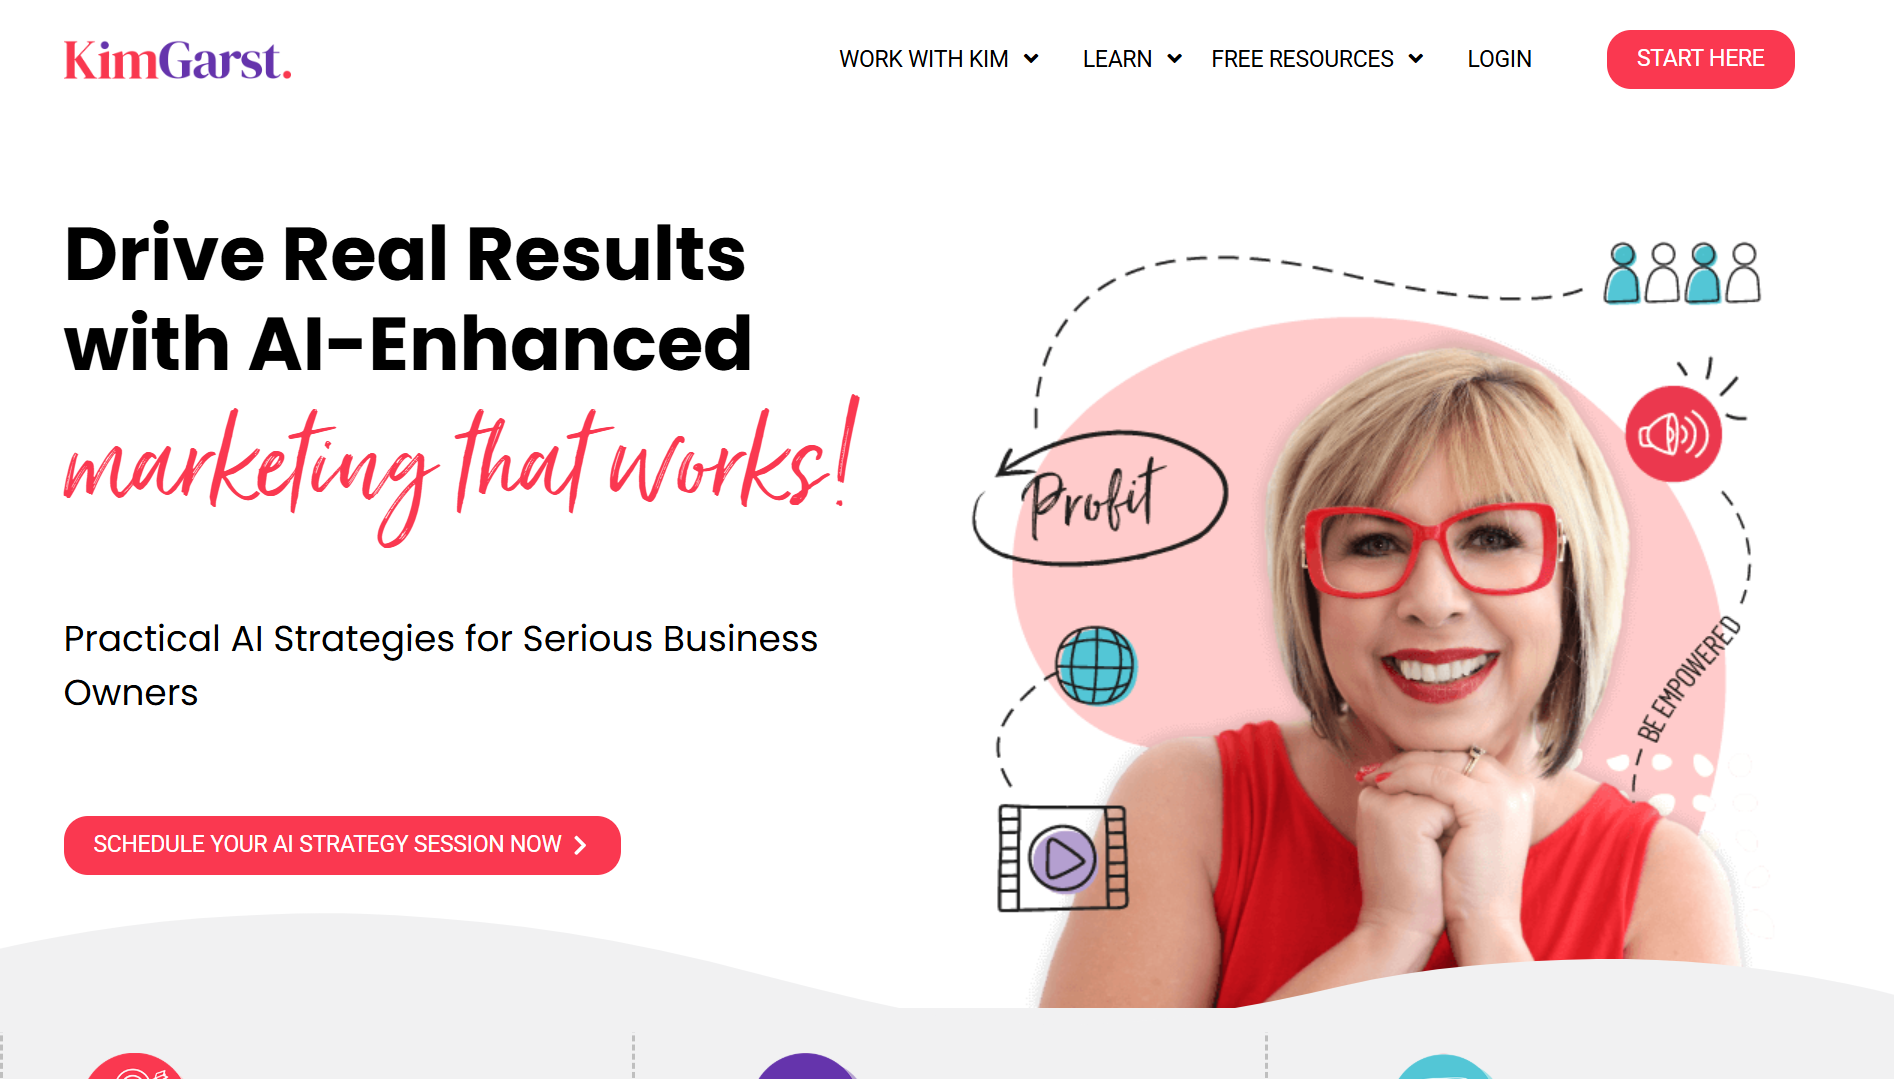 KimGarst.
WORK WITH KIM
LEARN
FREE RESOURCES
LOGIN
START HERE
Drive Real Results
with AI-Enhanced
marketing that works!
Practical AI Strategies for Serious Business
Owners
SCHEDULE YOUR AI STRATEGY SESSION NOW
Profit
BE EMPOWERED